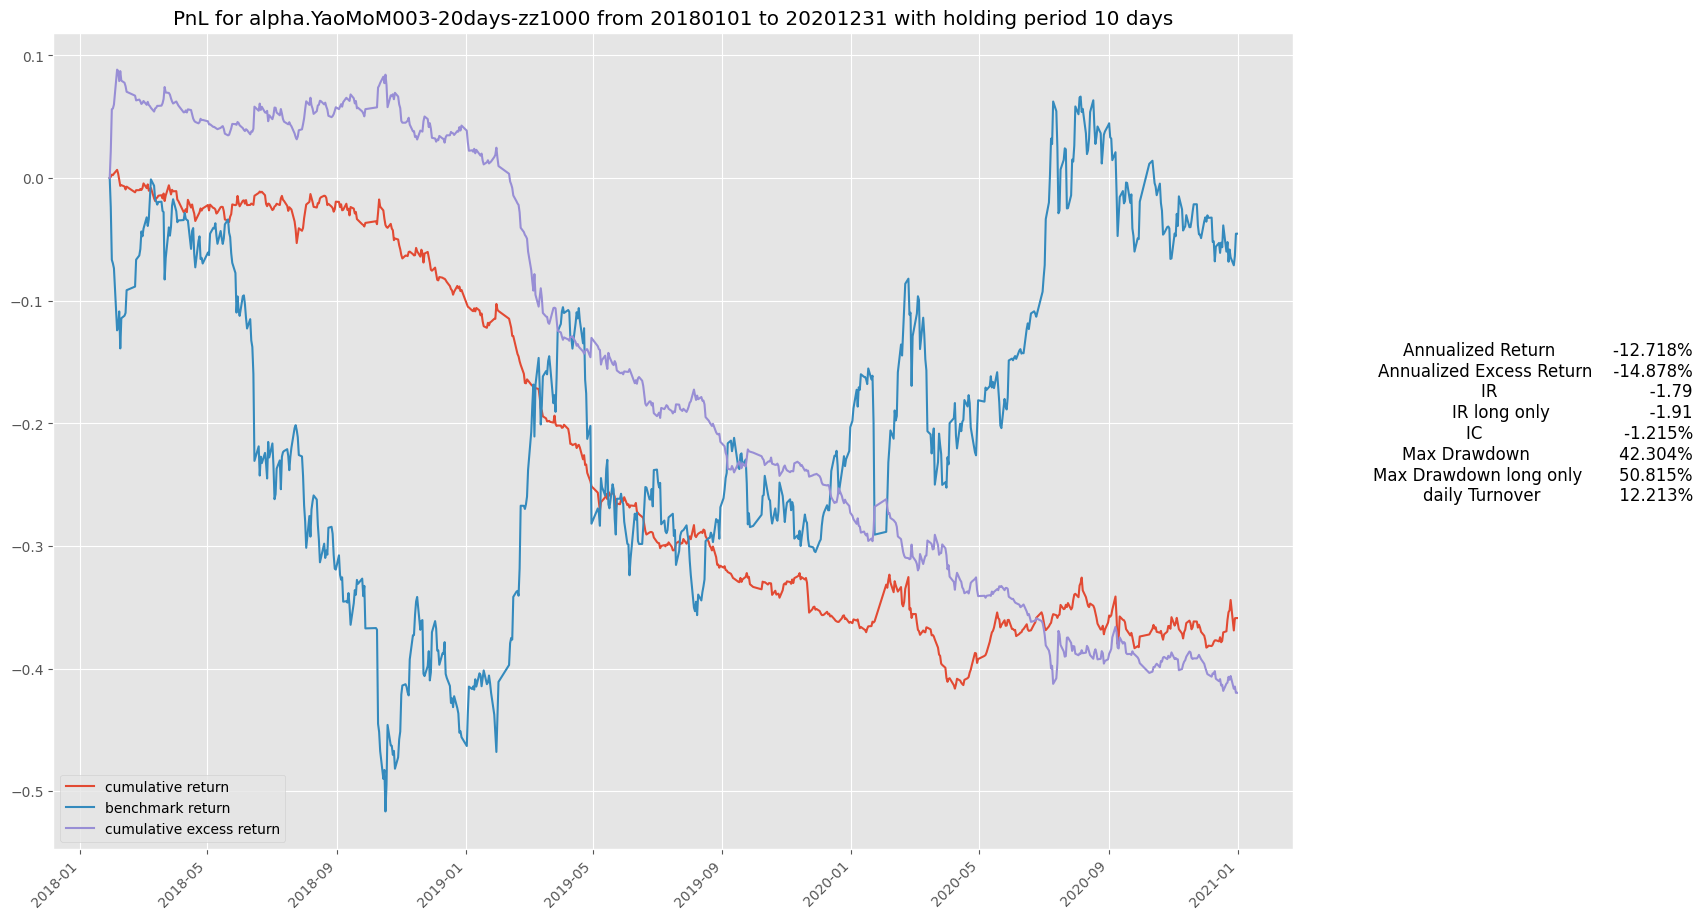 PnL for alpha.YaoMoM003-20days-zz1000 from 20180101 to 20201231 with holding period 10 days
0.1
0.0
−0.1
−0.2
−0.3
−0.4
−0.5
cumulative return
benchmark return
cumulative excess return
2018-01
2018-05
2018-09
2019-01
2019-05
2019-09
2020-01
2020-05
2020-09
2021-01
Annualized Return -12.718%
Annualized Excess Return -14.878%
IR -1.79
IR long only -1.91
IC -1.215%
Max Drawdown 42.304%
Max Drawdown long only 50.815%
daily Turnover 12.213%